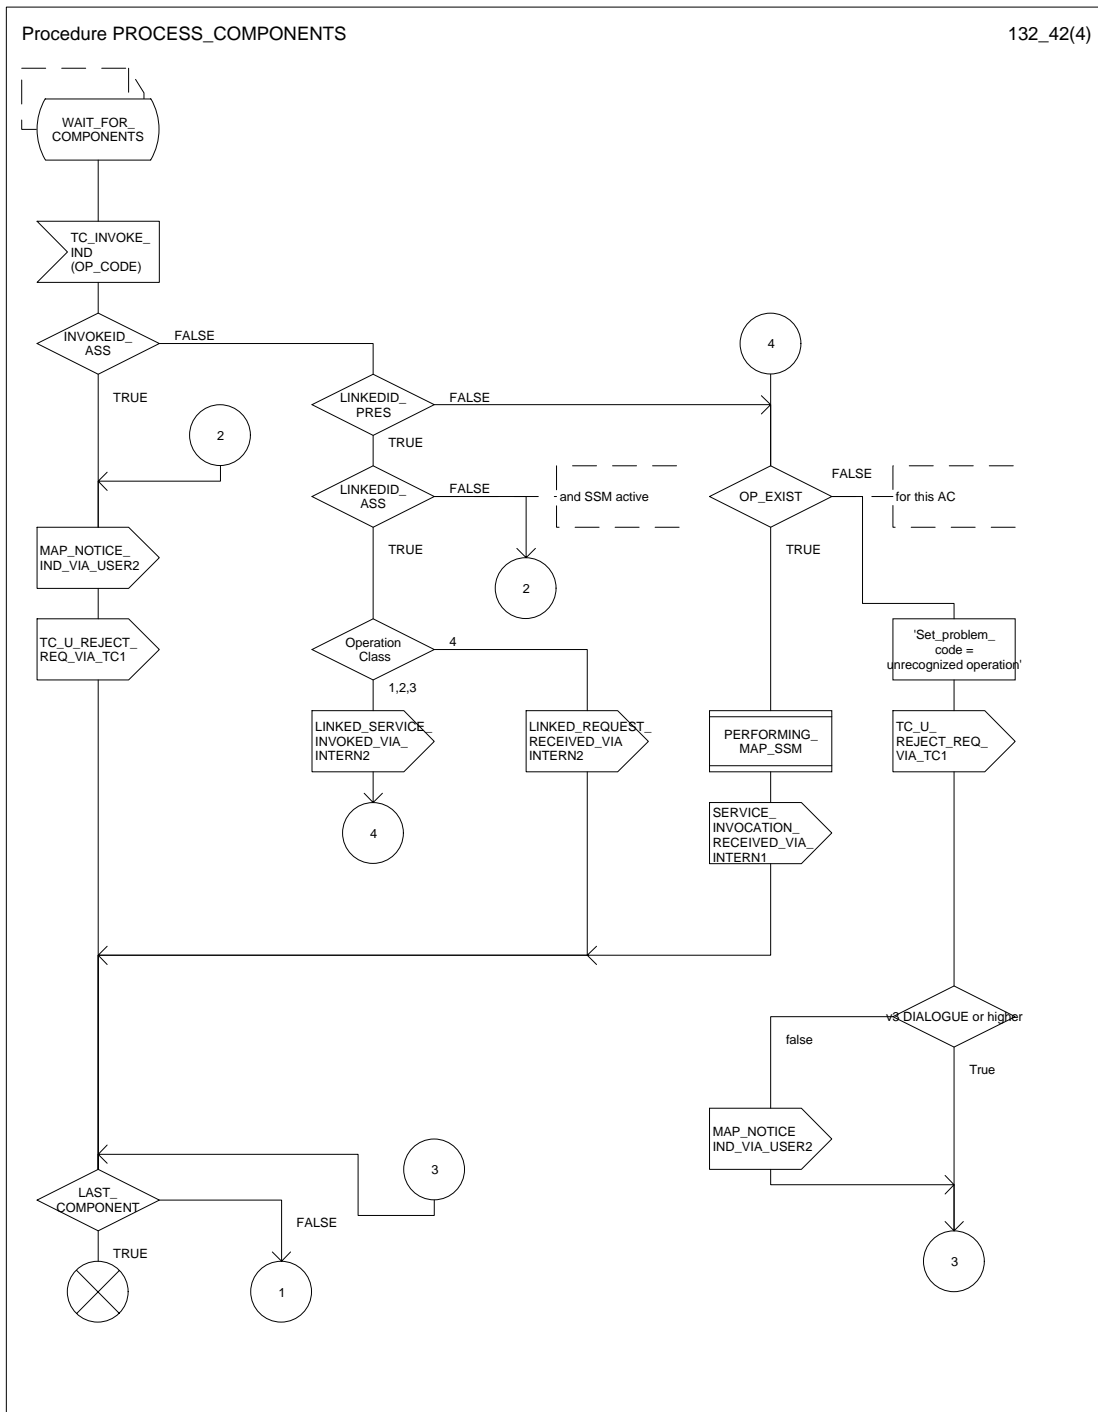 Procedure PROCESS_COMPONENTS
132_42(4)
WAIT_FOR_
COMPONENTS
TC_INVOKE_
IND
(OP_CODE)
INVOKEID_
ASS
FALSE
TRUE
4
LINKEDID_
PRES
FALSE
TRUE
2
LINKEDID_
ASS
FALSE
TRUE
and SSM active
OP_EXIST
FALSE
TRUE
for this AC
MAP_NOTICE_
IND_VIA_USER2
2
TC_U_REJECT_
REQ_VIA_TC1
Operation
Class
4
1,2,3
'Set_problem_
code =
unrecognized operation'
LINKED_SERVICE_
INVOKED_VIA_
INTERN2
LINKED_REQUEST_
RECEIVED_VIA
INTERN2
PERFORMING_
MAP_SSM
TC_U_
REJECT_REQ_
VIA_TC1
4
SERVICE_
INVOCATION_
RECEIVED_VIA_
INTERN1
v3 DIALOGUE or higher
false
True
MAP_NOTICE
IND_VIA_USER2
3
LAST_
COMPONENT
FALSE
TRUE
1
3